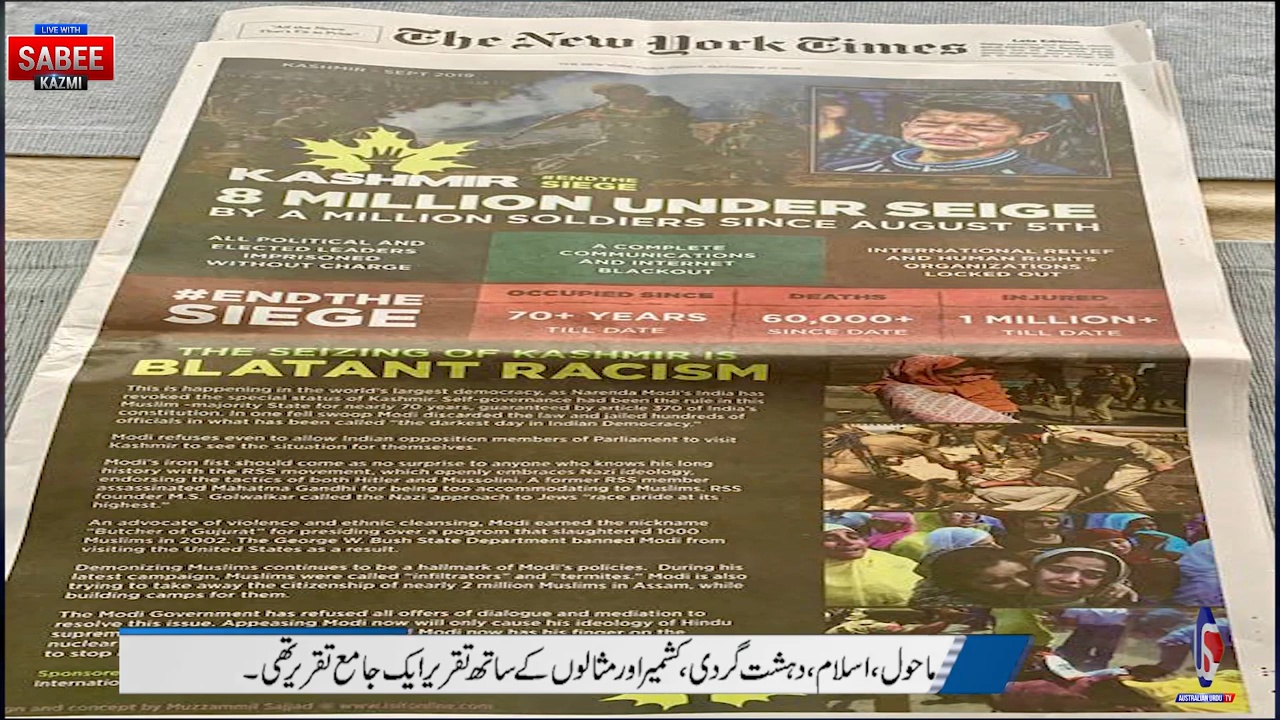 LIVE WITH
SABEE
KAZMI
"All the News
That's Fit to Print"
The New York Times
Late Edition
KASHMIR - SEPT 2019
KASHMIR
#ENDTHE
SIEGE
8 MILLION UNDER SEIGE
BY A MILLION SOLDIERS SINCE AUGUST 5TH
ALL POLITICAL AND
ELECTED LEADERS
IMPRISONED
WITHOUT CHARGE
A COMPLETE
COMMUNICATIONS
AND INTERNET
BLACKOUT
INTERNATIONAL RELIEF
AND HUMAN RIGHTS
ORGANIZATIONS
LOCKED OUT
#ENDTHE
SIEGE
OCCUPIED SINCE
70+ YEARS
TILL DATE
DEATHS
60,000+
SINCE DATE
INJURED
1 MILLION+
TILL DATE
THE SEIZING OF KASHMIR IS
BLATANT RACISM
This is happening in the world's largest democracy, as Narenda Modi's India has
revoked the special status of Kashmir. Self-governance had been the rule in this
Muslim-majority State for nearly 70 years, guaranteed by article 370 of India's
constitution. In one fell swoop Modi discarded the law and jailed hundreds of
officials in what has been called "the darkest day in Indian Democracy."
Modi refuses even to allow Indian opposition members of Parliament to visit
Kashmir to see the situation for themselves.
Modi's iron fist should come as no surprise to anyone who knows his long
history with the RSS movement, which openly embraces Nazi ideology,
endorsing the tactics of both Hitler and Mussolini. A former RSS member
assassinated Mahatma Gandhi for being too accommodating to Muslims. RSS
founder M.S. Golwalkar called the Nazi approach to Jews "race pride at its
highest."
An advocate of violence and ethnic cleansing, Modi earned the nickname
"Butcher of Gujurat" for presiding over a pogrom that slaughtered 1000
Muslims in 2002. The George W. Bush State Department banned Modi from
visiting the United States as a result.
Demonizing Muslims continues to be a hallmark of Modi's policies. During his
latest campaign, Muslims were called "infiltrators" and "termites." Modi is also
trying to take away the citizenship of nearly 2 million Muslims in Assam, while
building camps for them.
The Modi Government has refused all offers of dialogue and mediation to
resolve this issue. Appeasing Modi now will only cause his ideology of Hindu
suprem Modi now has his finger on the
nuclear
to stop
Sponsore
Internatio
ماحول، اسلام، دہشت گردی، کشمیر اور مثالوں کے ساتھ تقریر ایک جامع تقریر تھی۔
gn and concept by Muzzammil Sajjad
AUSTRALIAN URDU TV